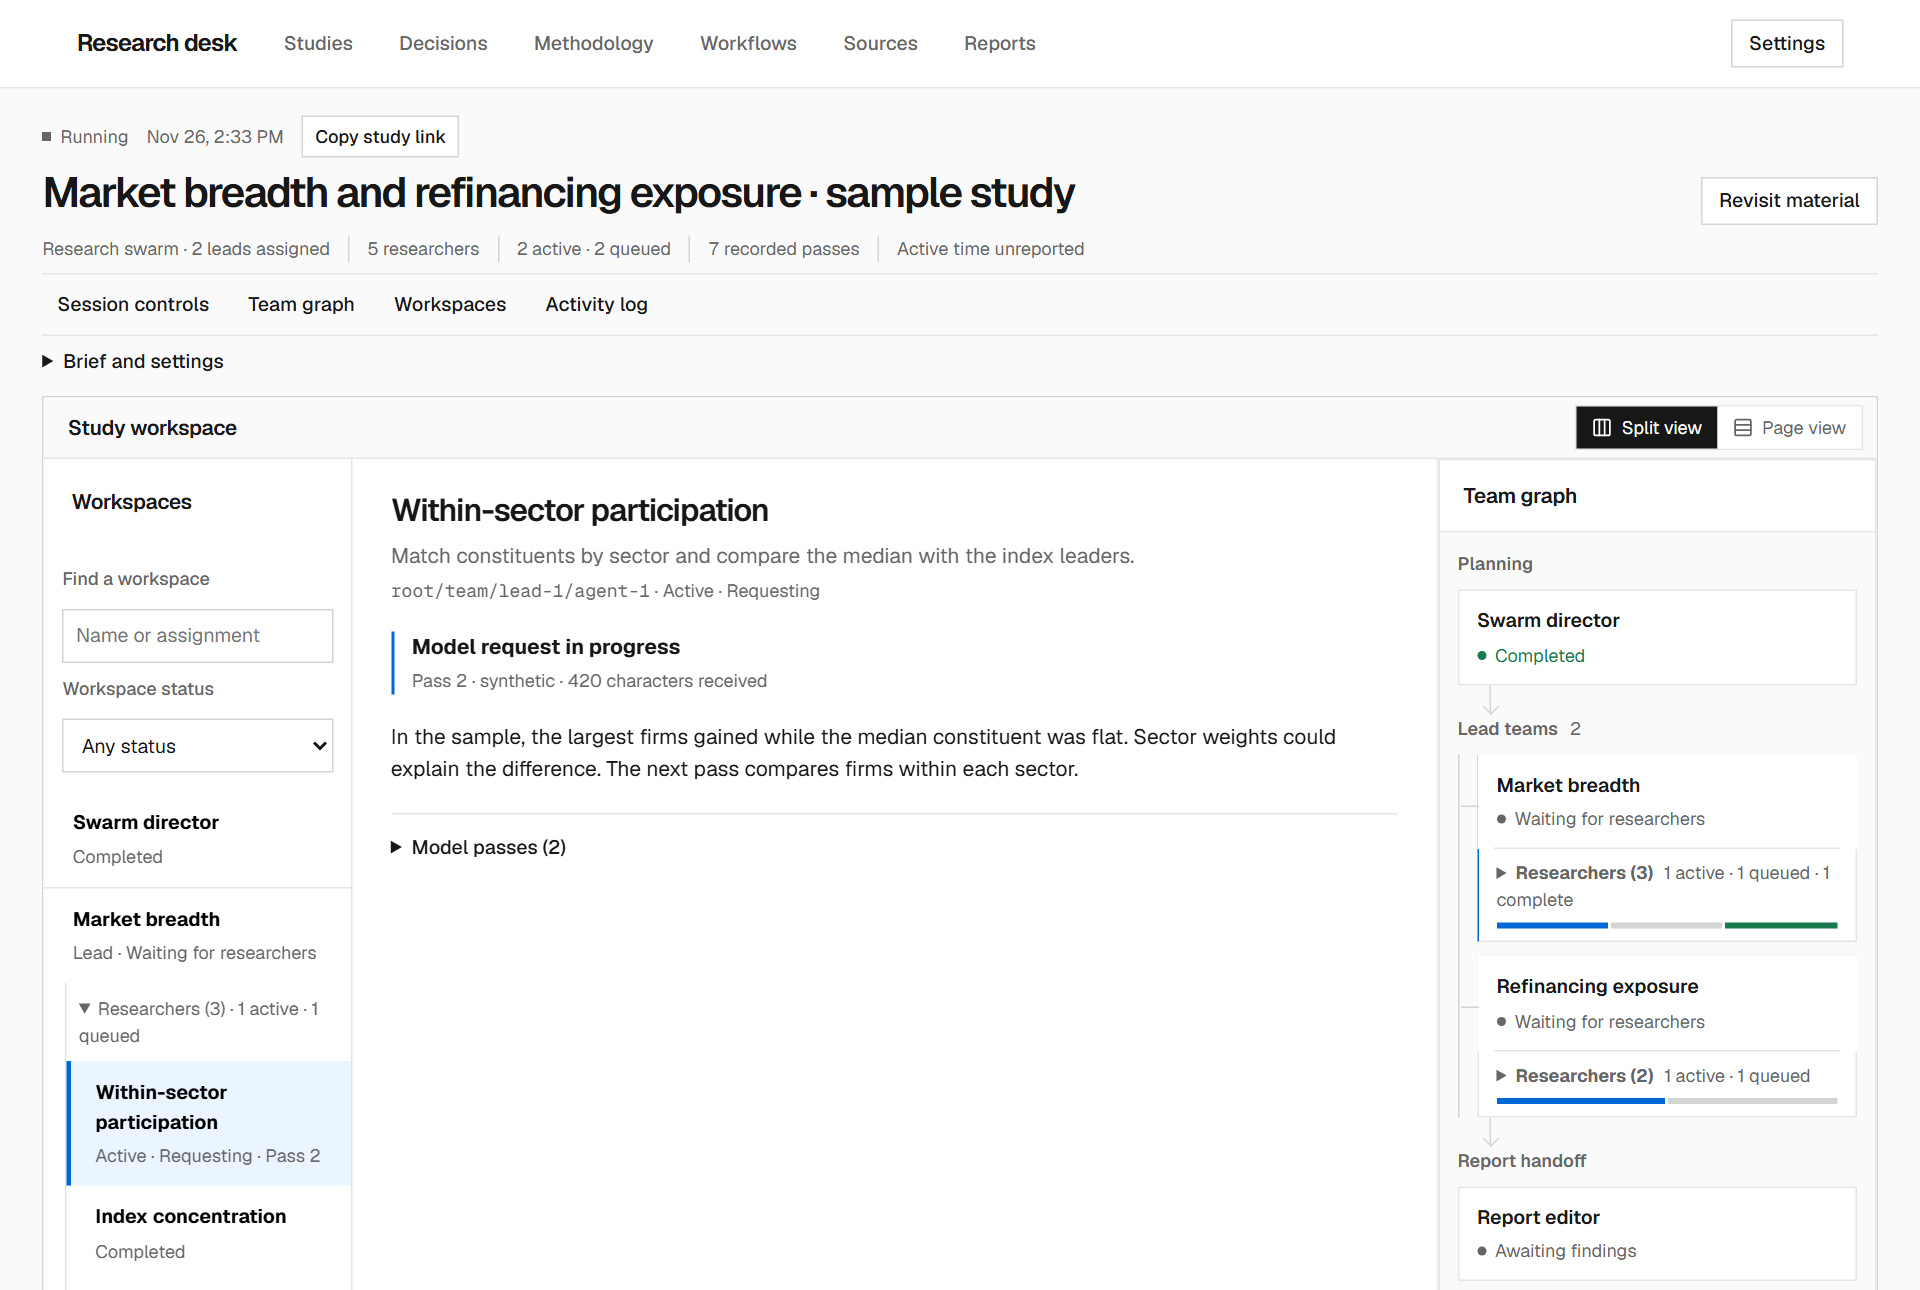 Research desk
Studies
Decisions
Methodology
Workflows
Sources
Reports
Settings
Running
Nov 26, 2:33 PM
Copy study link
Market breadth and refinancing exposure · sample study
Revisit material
Research swarm · 2 leads assigned
5 researchers
2 active · 2 queued
7 recorded passes
Active time unreported
Session controls
Team graph
Workspaces
Activity log
Brief and settings
Study workspace
Split view
Page view
Workspaces
Find a workspace
Name or assignment
Workspace status
Any status
Swarm director
Completed
Market breadth
Lead · Waiting for researchers
Researchers (3) · 1 active · 1
queued
Within-sector
participation
Active · Requesting · Pass 2
Index concentration
Completed
Within-sector participation
Match constituents by sector and compare the median with the index leaders.
root/team/lead-1/agent-1 · Active · Requesting
Model request in progress
Pass 2 · synthetic · 420 characters received
In the sample, the largest firms gained while the median constituent was flat. Sector weights could
explain the difference. The next pass compares firms within each sector.
Model passes (2)
Team graph
Planning
Swarm director
Completed
Lead teams 2
Market breadth
Waiting for researchers
Researchers (3) 1 active · 1 queued · 1
complete
Refinancing exposure
Waiting for researchers
Researchers (2) 1 active · 1 queued
Report handoff
Report editor
Awaiting findings